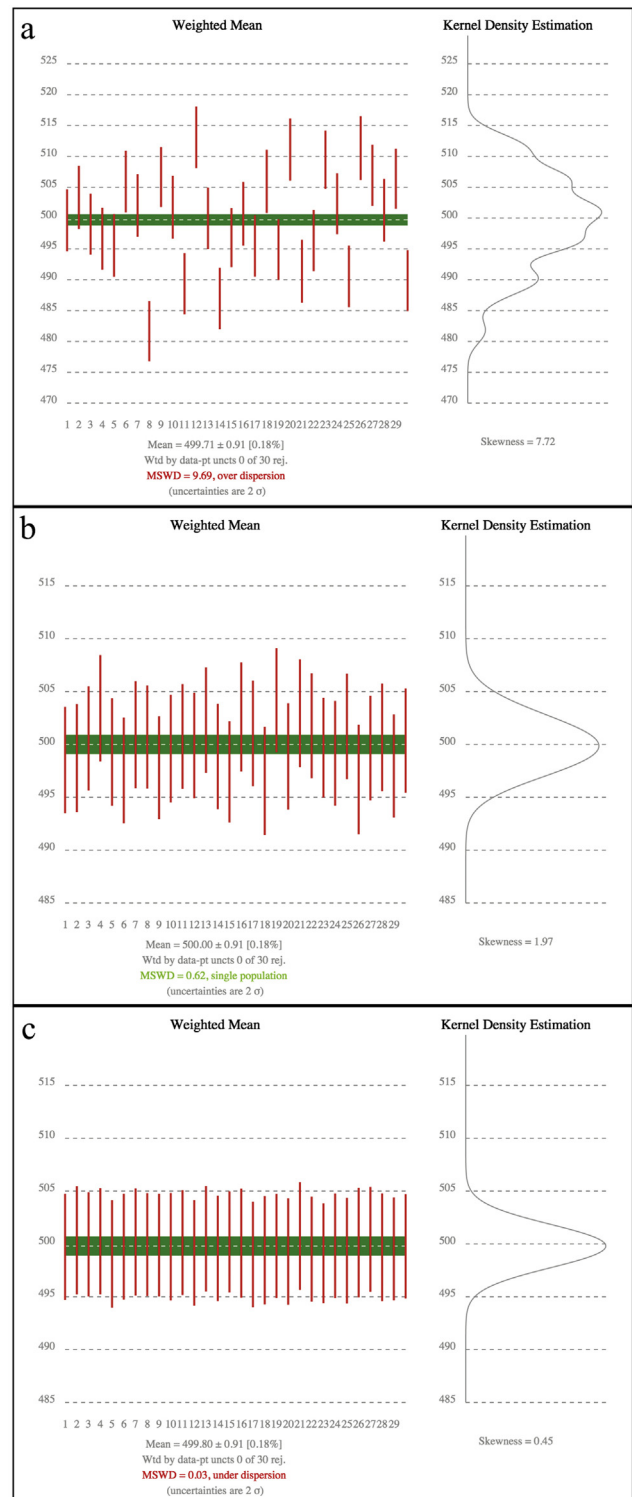 a
Weighted Mean
Kernel Density Estimation
525 525
520 520
515 515
510 510
505 505
500 500
495 495
490 490
485 485
480 480
475 475
470 470
1 2 3 4 5 6 7 8 9 10 11 12 13 14 15 16 17 18 19 20 21 22 23 24 25 26 27 28 29
Mean = 499.71 ± 0.91 [0.18%]
Wtd by data-pt uncts 0 of 30 rej.
MSWD = 9.69, over dispersion
(uncertainties are 2 σ)
Skewness = 7.72
b
Weighted Mean
Kernel Density Estimation
515 515
510 510
505 505
500 500
495 495
490 490
485 485
1 2 3 4 5 6 7 8 9 10 11 12 13 14 15 16 17 18 19 20 21 22 23 24 25 26 27 28 29
Mean = 500.00 ± 0.91 [0.18%]
Wtd by data-pt uncts 0 of 30 rej.
MSWD = 0.62, single population
(uncertainties are 2 σ)
Skewness = 1.97
c
Weighted Mean
Kernel Density Estimation
515 515
510 510
505 505
500 500
495 495
490 490
485 485
1 2 3 4 5 6 7 8 9 10 11 12 13 14 15 16 17 18 19 20 21 22 23 24 25 26 27 28 29
Mean = 499.80 ± 0.91 [0.18%]
Wtd by data-pt uncts 0 of 30 rej.
MSWD = 0.03, under dispersion
(uncertainties are 2 σ)
Skewness = 0.45